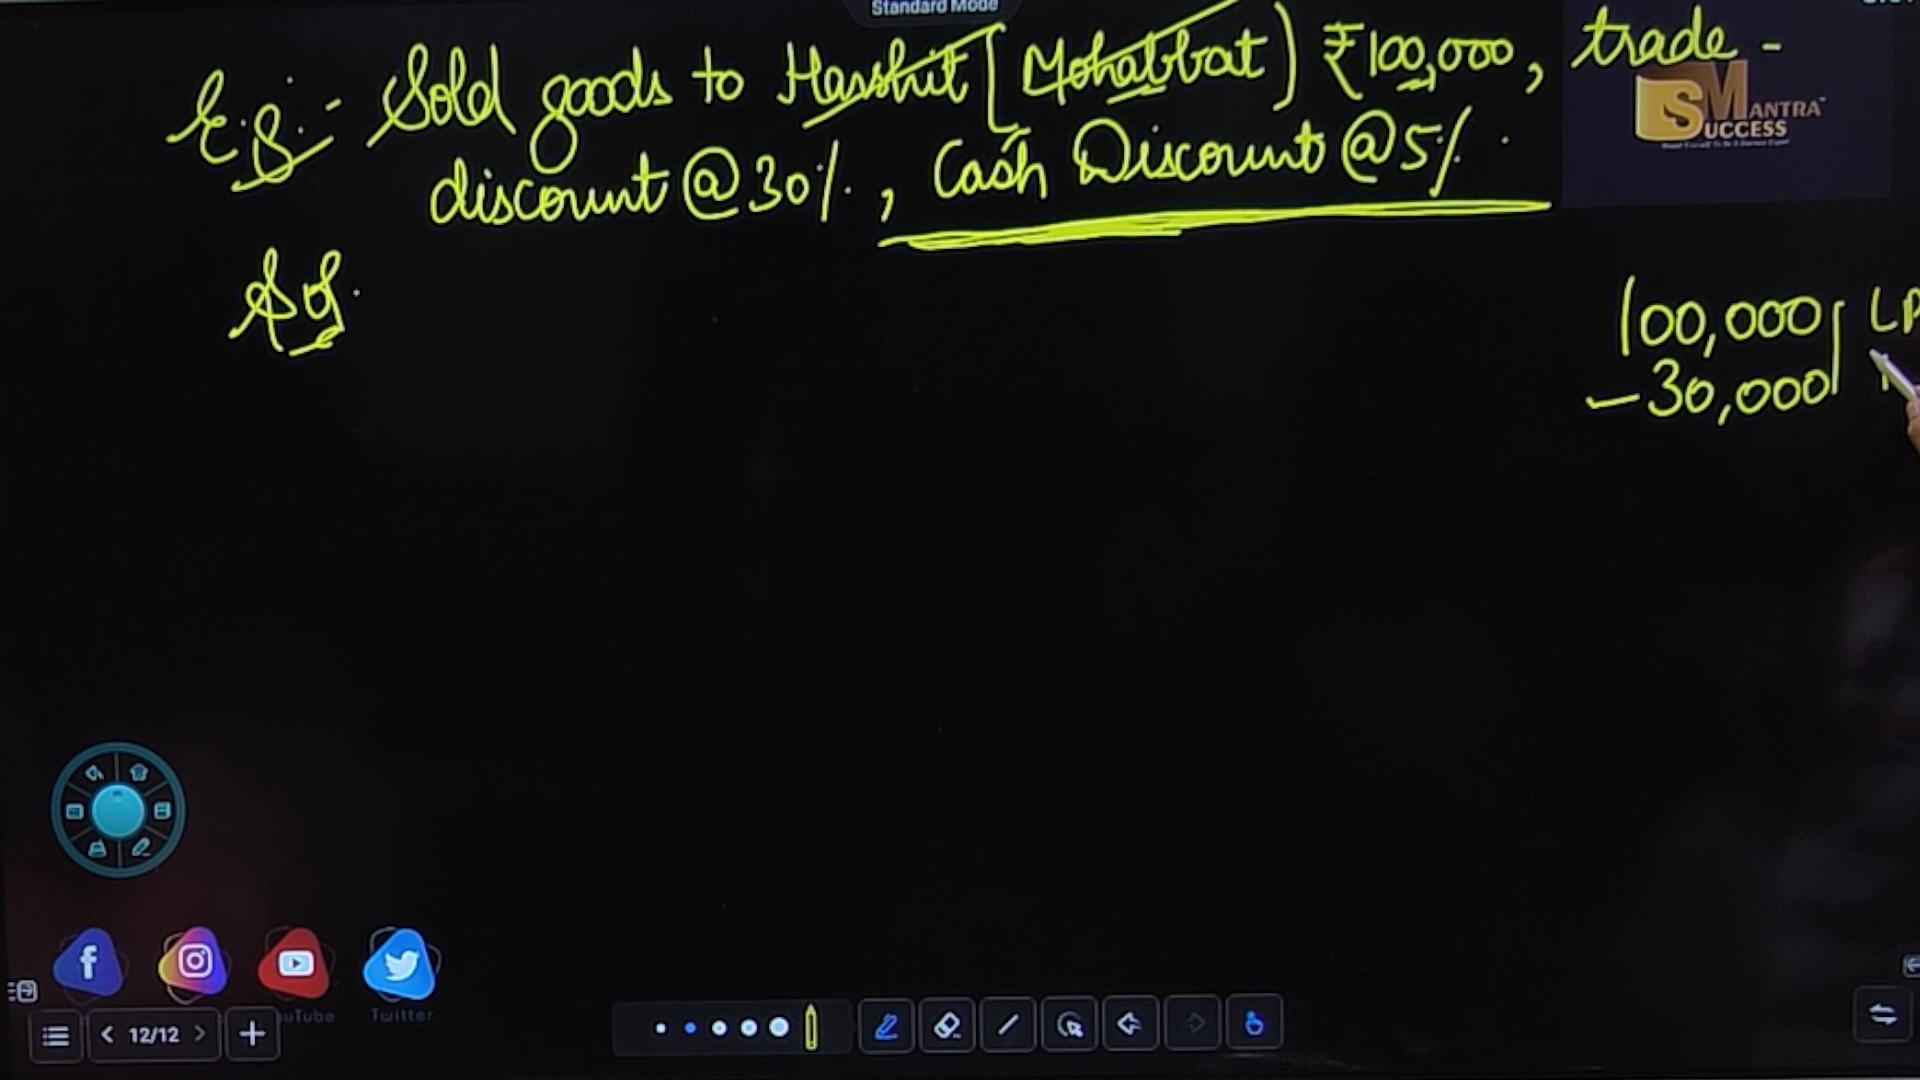 Standard Mode
E.g.:- Sold goods to Harshit (Mohabbat) ₹100,000, trade -
discount @30%, Cash Discount @5%.
SUCCESS MANTRA
Sol.
100,000 LP
- 30,000
Twitter
12/12